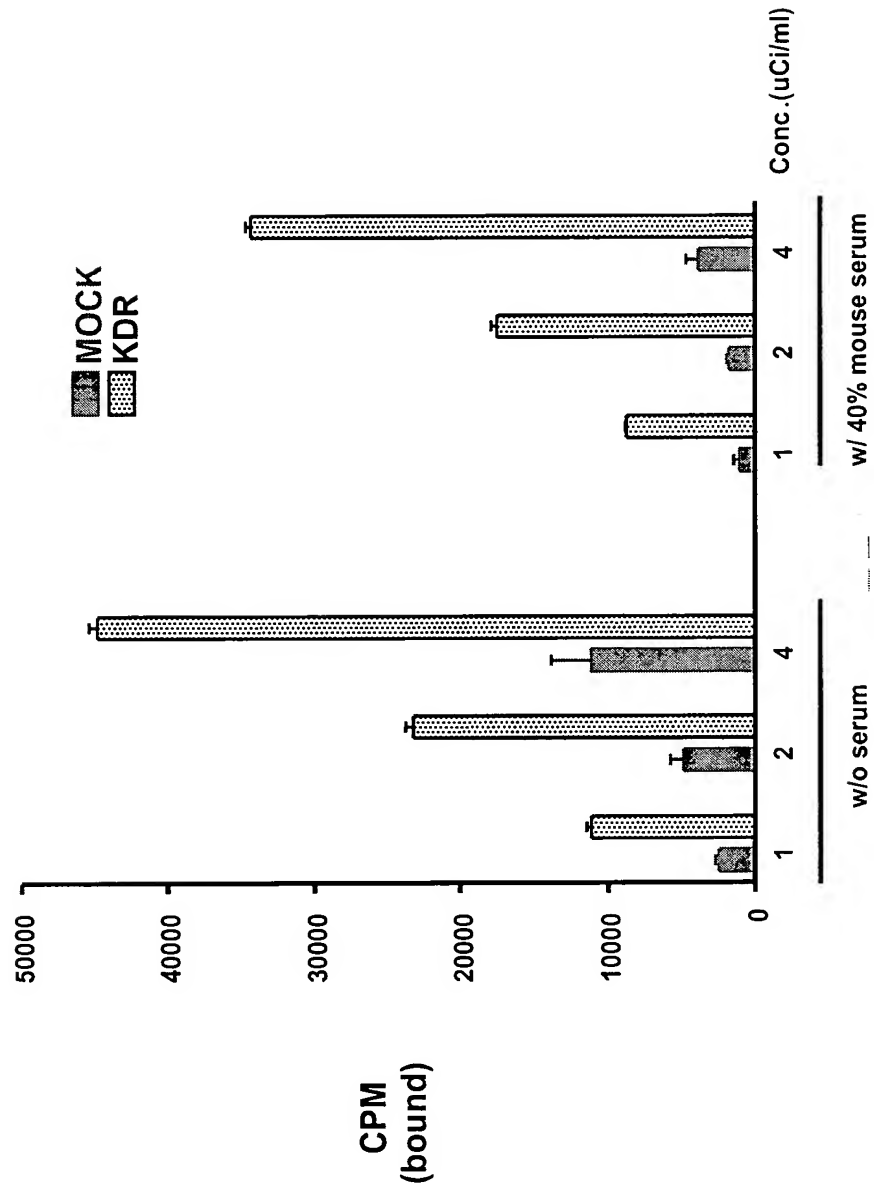 CPM
(bound)
50000
40000
30000
20000
10000
0
MOCK
KDR
1 2 4 1 2 4 Conc.(uCi/ml)
w/o serum w/ 40% mouse serum